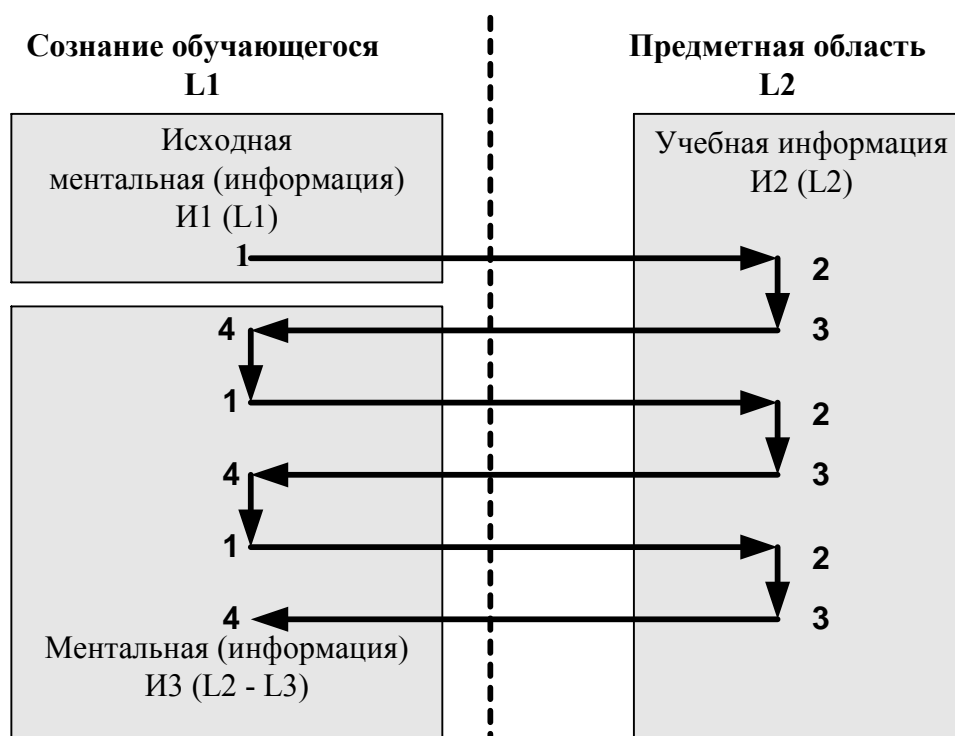 Сознание обучающегося
L1
Предметная область
L2
Исходная
ментальная (информация)
И1 (L1)
Учебная информация
И2 (L2)
1
2
4
3
1
2
4
3
1
2
4
3
Ментальная (информация)
И3 (L2 - L3)